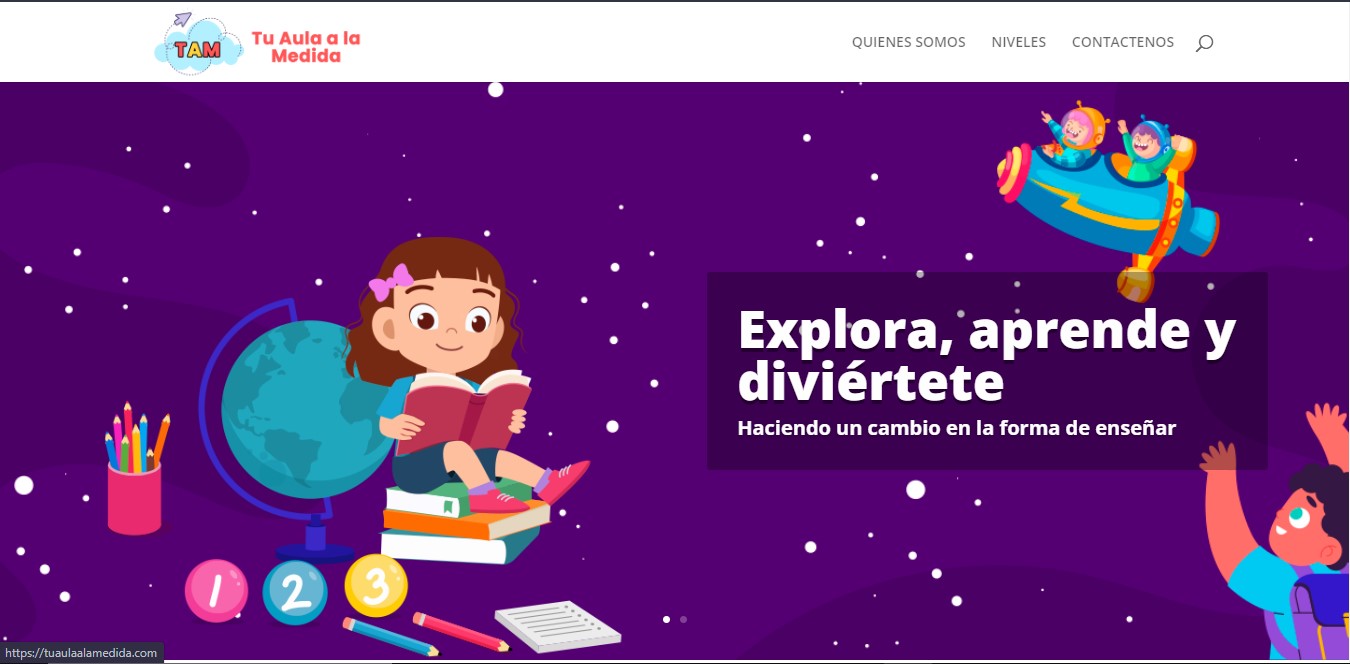 TAM
Tu Aula a la
Medida
QUIENES SOMOS
NIVELES
CONTACTENOS
Explora, aprende y
diviértete
Haciendo un cambio en la forma de enseñar
1
2
3
https://tuaulaalamedida.com